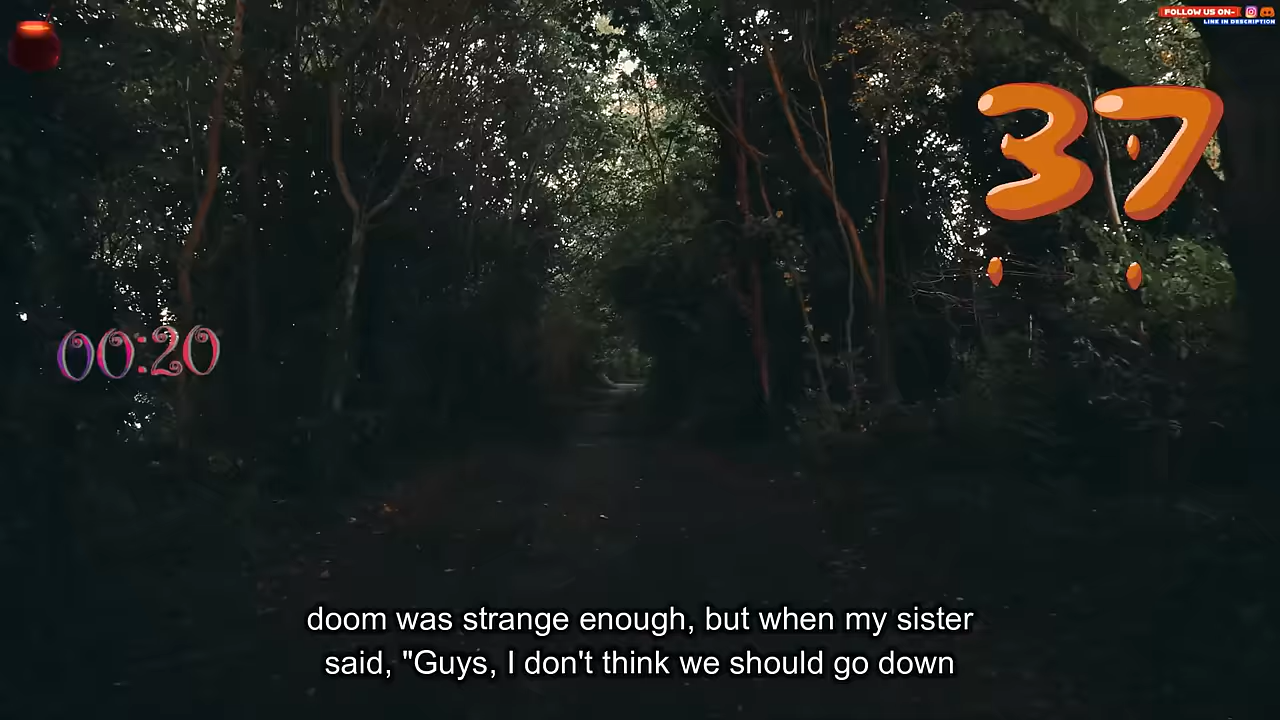 FOLLOW US ON-
LINK IN DESCRIPTION
37
00:20
doom was strange enough, but when my sister
said, "Guys, I don't think we should go down